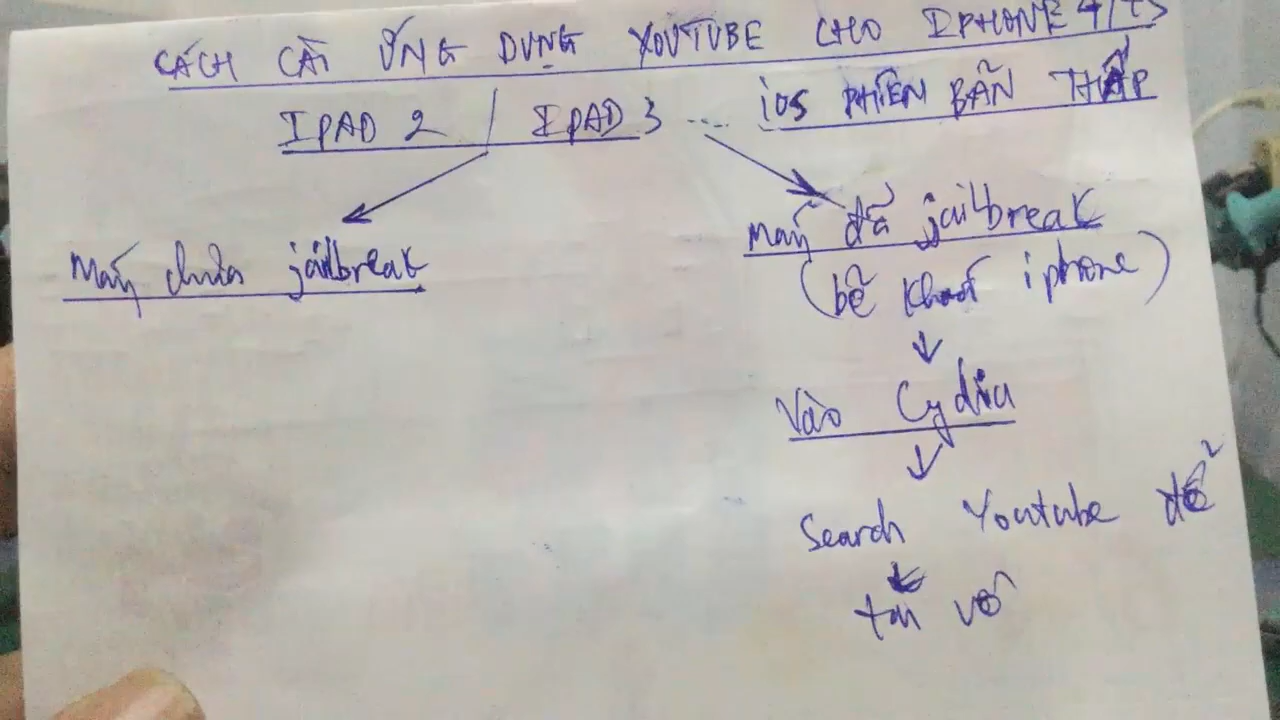 CÁCH CÀI ỨNG DỤNG YOUTUBE CHO IPHONE 4/4S
IPAD 2 / IPAD 3 ... iOS PHIÊN BẢN THẤP
Máy chưa jailbreak
Máy đã jailbreak
(bẻ khoá iphone)
Vào Cydia
Search Youtube để
tải về